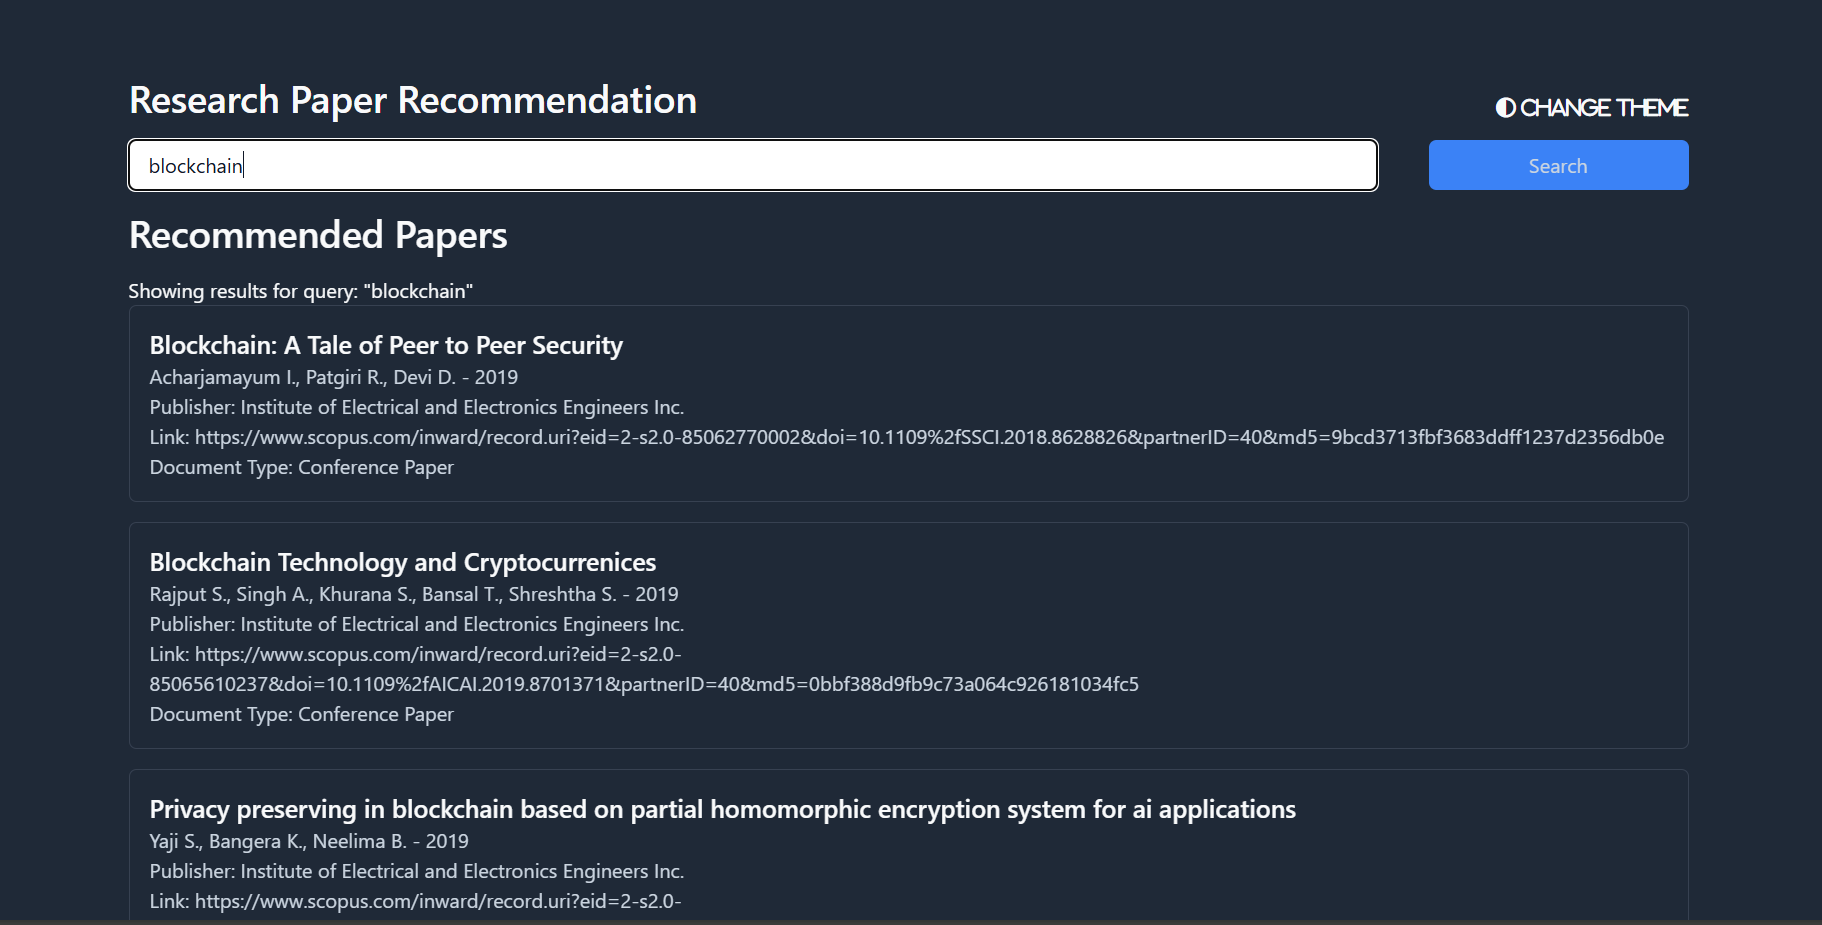 Research Paper Recommendation
CHANGE THEME
blockchain
Search
Recommended Papers
Showing results for query: "blockchain"
Blockchain: A Tale of Peer to Peer Security
Acharjamayum I., Patgiri R., Devi D. - 2019
Publisher: Institute of Electrical and Electronics Engineers Inc.
Link: https://www.scopus.com/inward/record.uri?eid=2-s2.0-85062770002&doi=10.1109%2fSSCI.2018.8628826&partnerID=40&md5=9bcd3713fbf3683ddff1237d2356db0e
Document Type: Conference Paper
Blockchain Technology and Cryptocurrenices
Rajput S., Singh A., Khurana S., Bansal T., Shreshtha S. - 2019
Publisher: Institute of Electrical and Electronics Engineers Inc.
Link: https://www.scopus.com/inward/record.uri?eid=2-s2.0-
85065610237&doi=10.1109%2fAICAI.2019.8701371&partnerID=40&md5=0bbf388d9fb9c73a064c926181034fc5
Document Type: Conference Paper
Privacy preserving in blockchain based on partial homomorphic encryption system for ai applications
Yaji S., Bangera K., Neelima B. - 2019
Publisher: Institute of Electrical and Electronics Engineers Inc.
Link: https://www.scopus.com/inward/record.uri?eid=2-s2.0-